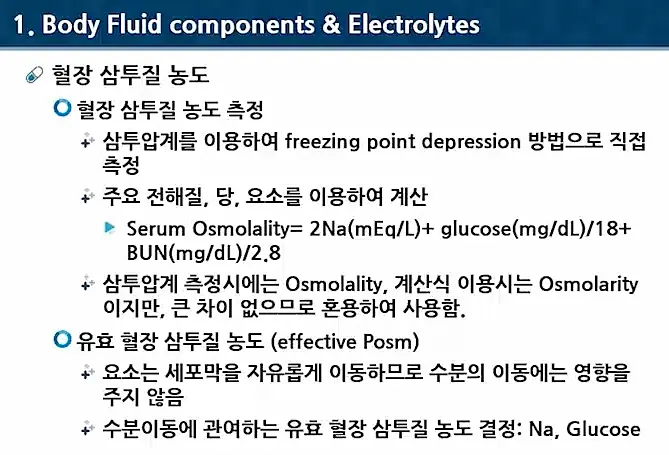 1. Body Fluid components & Electrolytes
혈장 삼투질 농도
혈장 삼투질 농도 측정
삼투압계를 이용하여 freezing point depression 방법으로 직접
측정
주요 전해질, 당, 요소를 이용하여 계산
Serum Osmolality= 2Na(mEq/L)+ glucose(mg/dL)/18+
BUN(mg/dL)/2.8
삼투압계 측정시에는 Osmolality, 계산식 이용시는 Osmolarity
이지만, 큰 차이 없으므로 혼용하여 사용함.
유효 혈장 삼투질 농도 (effective Posm)
요소는 세포막을 자유롭게 이동하므로 수분의 이동에는 영향을
주지 않음
수분이동에 관여하는 유효 혈장 삼투질 농도 결정: Na, Glucose